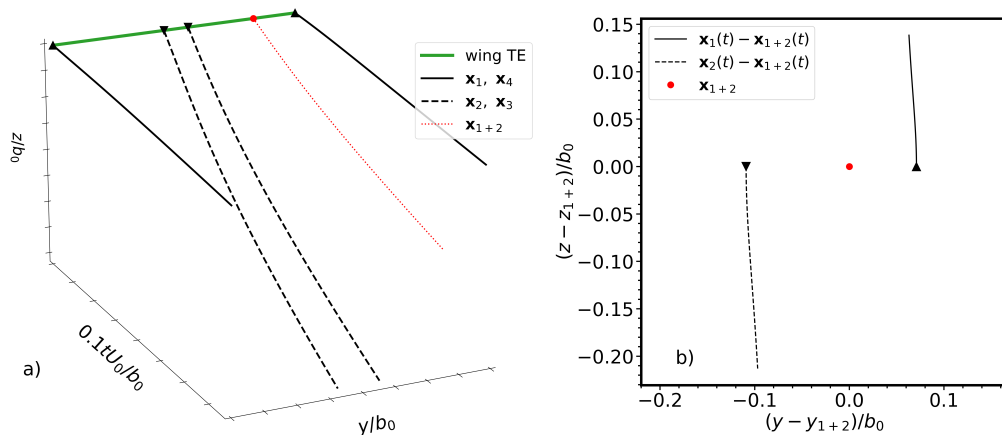 z/b₀
0.1tU₀/b₀
y/b₀
a)
wing TE
x₁, x₄
x₂, x₃
x₁₊₂
0.15
0.10
0.05
0.00
−0.05
−0.10
−0.15
−0.20
(z − z₁₊₂)/b₀
x₁(t) − x₁₊₂(t)
x₂(t) − x₁₊₂(t)
x₁₊₂
b)
−0.2
−0.1
0.0
0.1
(y − y₁₊₂)/b₀